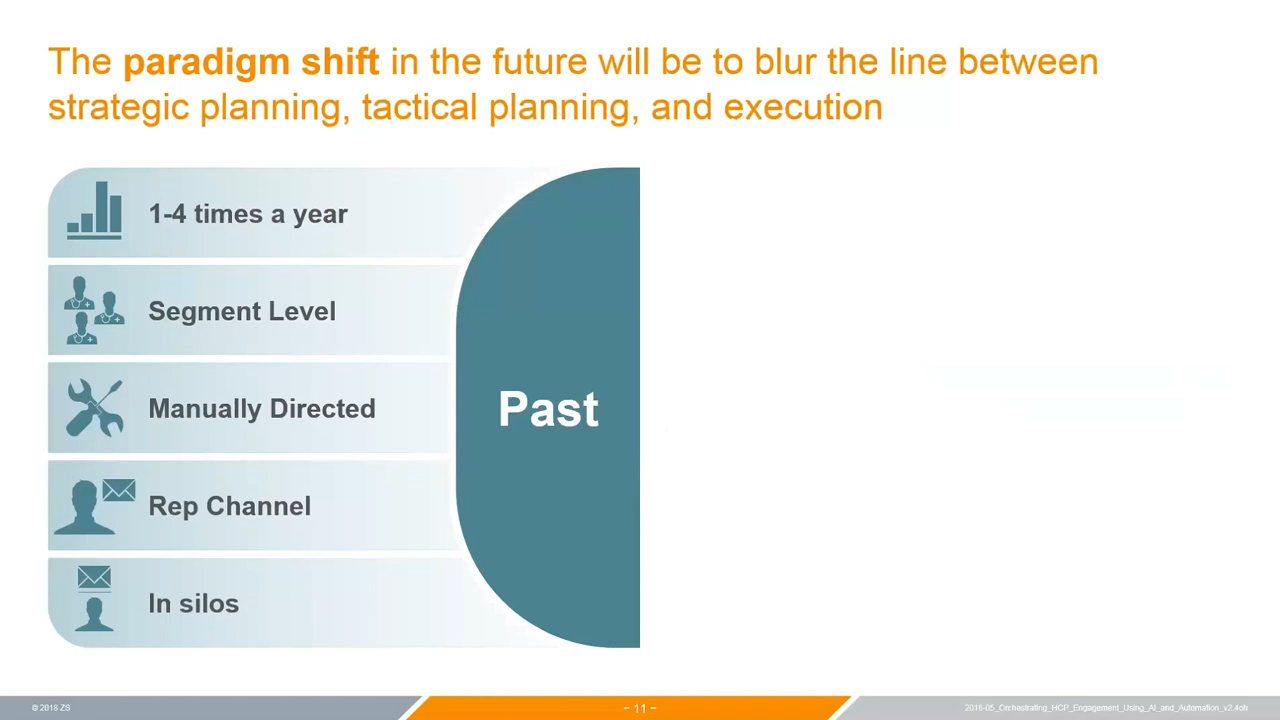 The paradigm shift in the future will be to blur the line between
strategic planning, tactical planning, and execution
1-4 times a year
Segment Level
Manually Directed
Rep Channel
In silos
Past
© 2018 ZS
− 11 −
2018-05_Orchestrating_HCP_Engagement_Using_AI_and_Automation_v2.4oh